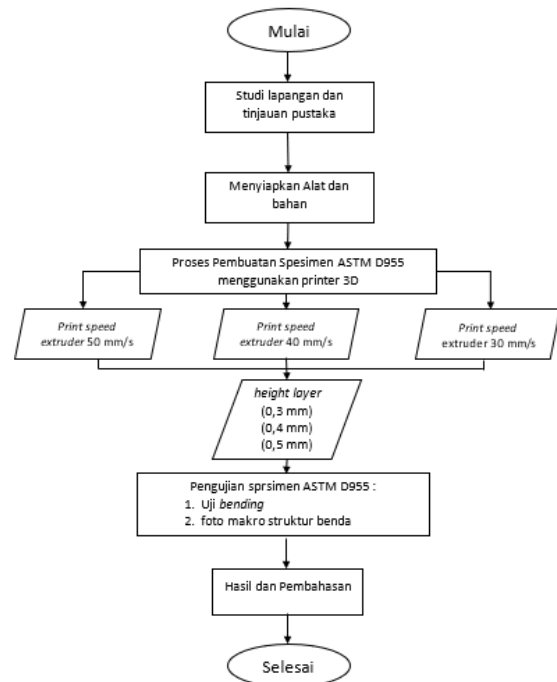 Mulai
Studi lapangan dan
tinjauan pustaka
Menyiapkan Alat dan
bahan
Proses Pembuatan Spesimen ASTM D955
menggunakan printer 3D
Print speed
extruder 50 mm/s
Print speed
extruder 40 mm/s
Print speed
extruder 30 mm/s
height layer
(0,3 mm)
(0,4 mm)
(0,5 mm)
Pengujian sprsimen ASTM D955 :
1. Uji bending
2. foto makro struktur benda
Hasil dan Pembahasan
Selesai